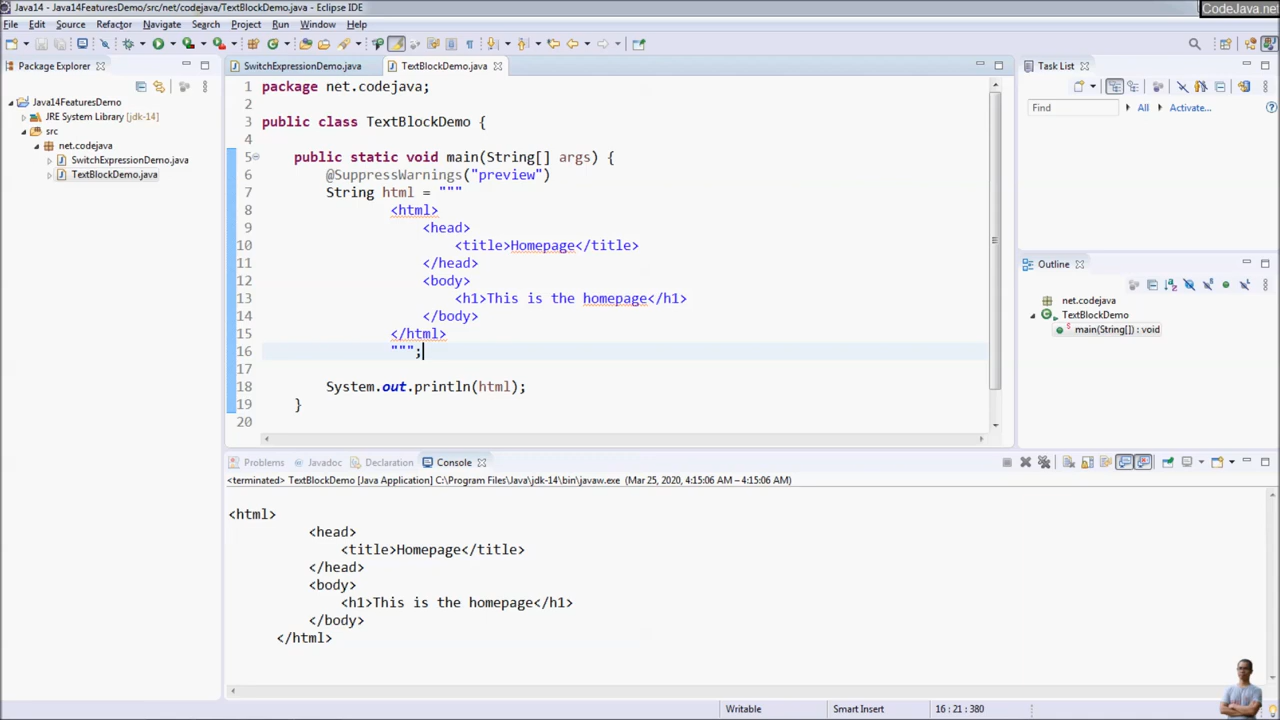 Java14 - Java14FeaturesDemo/src/net/codejava/TextBlockDemo.java - Eclipse IDE
CodeJava.net
File Edit Source Refactor Navigate Search Project Run Window Help
Package Explorer
SwitchExpressionDemo.java
TextBlockDemo.java
Task List
Java14FeaturesDemo
JRE System Library [jdk-14]
src
net.codejava
SwitchExpressionDemo.java
TextBlockDemo.java
1 package net.codejava;
2
3 public class TextBlockDemo {
4
5 public static void main(String[] args) {
6 @SuppressWarnings("preview")
7 String html = """
8 <html>
9 <head>
10 <title>Homepage</title>
11 </head>
12 <body>
13 <h1>This is the homepage</h1>
14 </body>
15 </html>
16 """;
17
18 System.out.println(html);
19 }
20
Find All Activate...
Outline
net.codejava
TextBlockDemo
main(String[]) : void
Problems Javadoc Declaration Console
<terminated> TextBlockDemo [Java Application] C:\Program Files\Java\jdk-14\bin\javaw.exe (Mar 25, 2020, 4:15:06 AM – 4:15:06 AM)
<html>
<head>
<title>Homepage</title>
</head>
<body>
<h1>This is the homepage</h1>
</body>
</html>
Writable Smart Insert 16 : 21 : 380